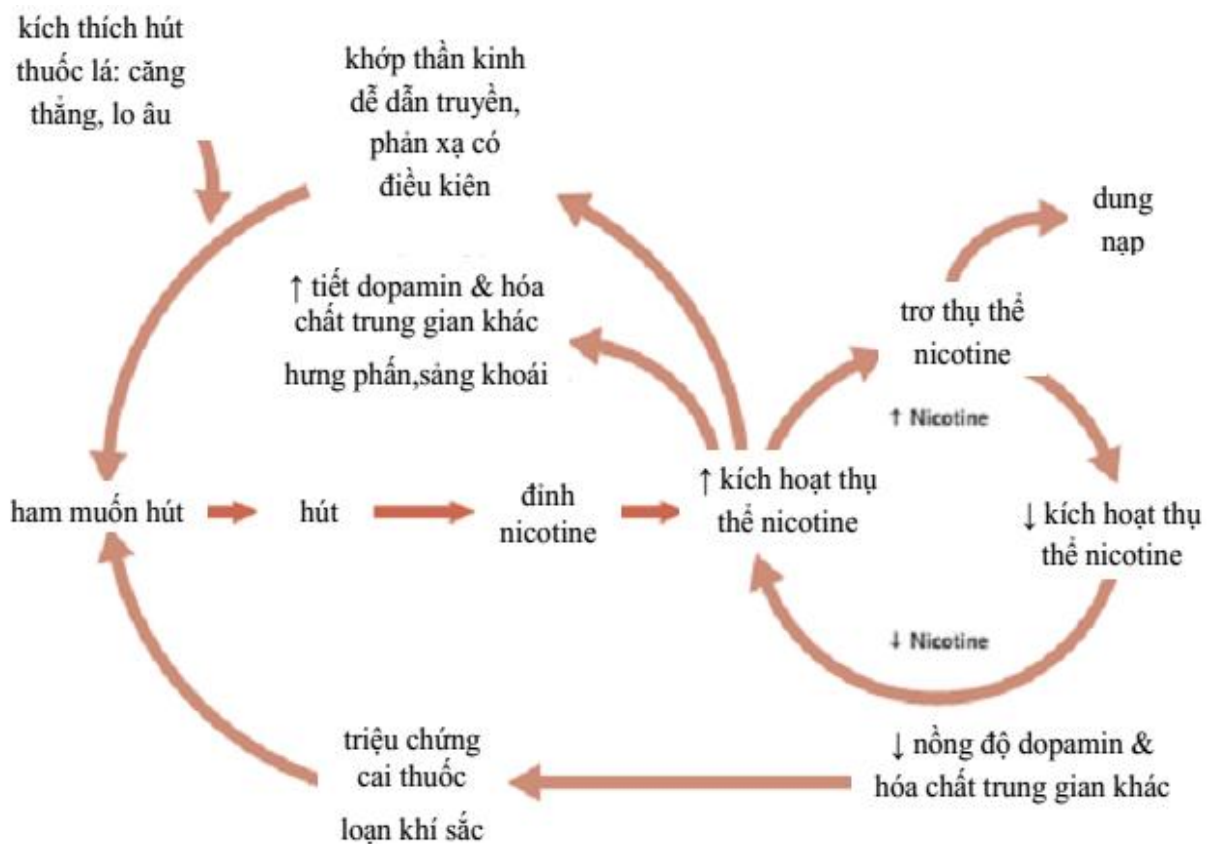 kích thích hút
thuốc lá: căng
thẳng, lo âu
khớp thần kinh
dễ dẫn truyền,
phản xạ có
điều kiên
↑ tiết dopamin & hóa
chất trung gian khác
hưng phấn,sảng khoái
dung
nạp
trơ thụ thể
nicotine
↑ Nicotine
ham muốn hút
hút
đỉnh
nicotine
↑ kích hoạt thụ
thể nicotine
↓ kích hoạt thụ
thể nicotine
↓ Nicotine
triệu chứng
cai thuốc
loạn khí sắc
↓ nồng độ dopamin &
hóa chất trung gian khác